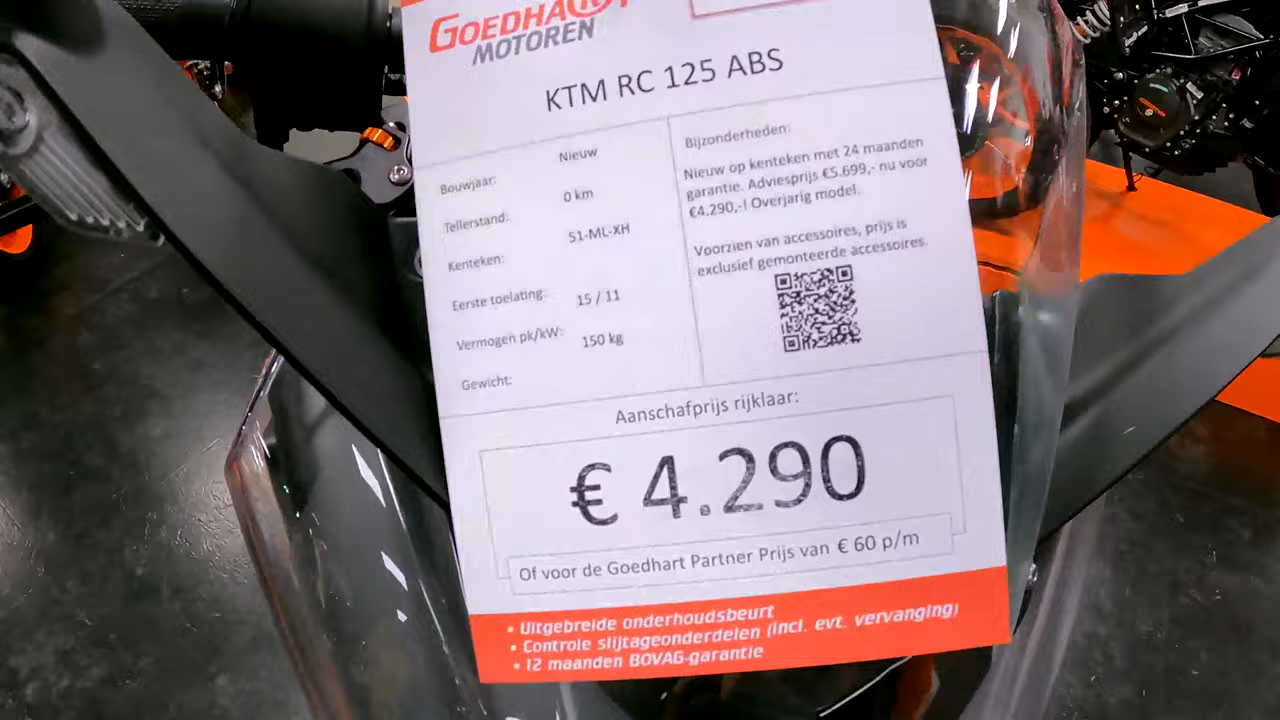 GOEDHART
MOTOREN
KTM RC 125 ABS
Bouwjaar:
Nieuw
Tellerstand:
0 km
Kenteken:
51-ML-XH
Eerste toelating:
Vermogen pk/kW:
15 / 11
Gewicht:
150 kg
Bijzonderheden:
Nieuw op kenteken met 24 maanden
garantie. Adviesprijs €5.699,- nu voor
€4.290,-! Overjarig model.
Voorzien van accessoires, prijs is
exclusief gemonteerde accessoires.
Aanschafprijs rijklaar:
€ 4.290
Of voor de Goedhart Partner Prijs van € 60 p/m
• Uitgebreide onderhoudsbeurt
• Controle slijtageonderdelen (incl. evt. vervanging)
• 12 maanden BOVAG-garantie